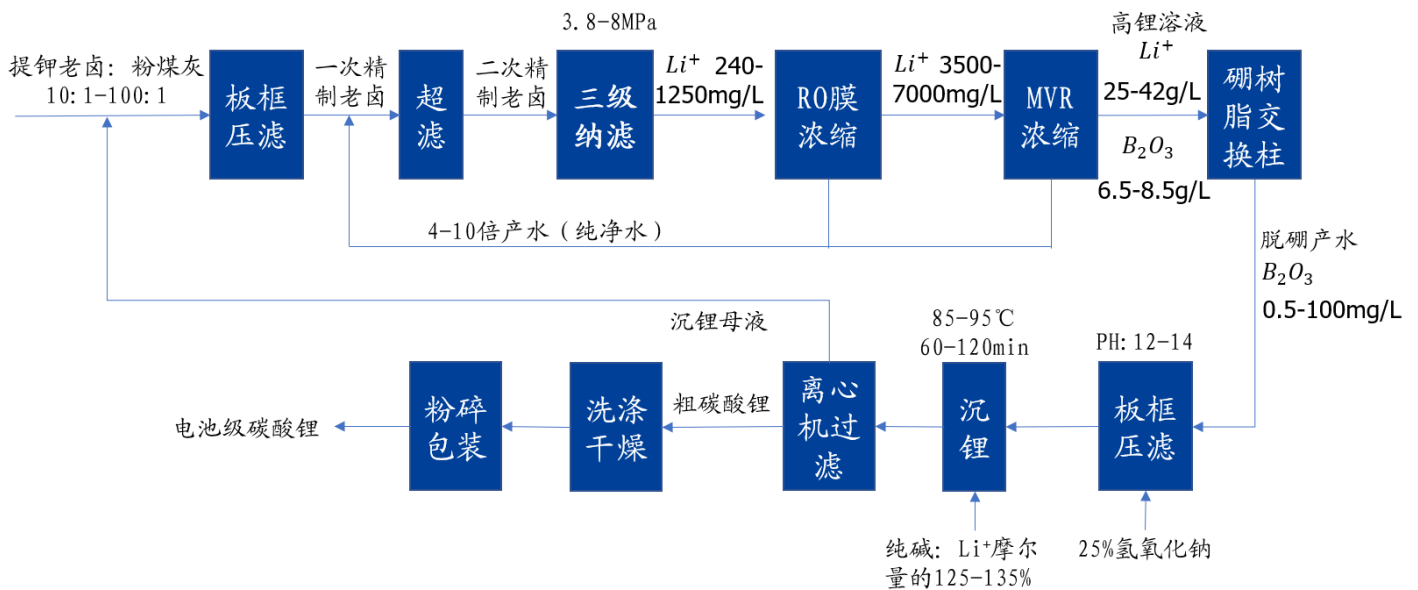 3.8-8MPa
提钾老卤：粉煤灰
10:1-100:1
板框
压滤
一次精
制老卤
超
滤
二次精
制老卤
三级
纳滤
Li⁺ 240-
1250mg/L
RO膜
浓缩
Li⁺ 3500-
7000mg/L
MVR
浓缩
高锂溶液
Li⁺
25-42g/L
B₂O₃
6.5-8.5g/L
硼树
脂交
换柱
4-10倍产水（纯净水）
脱硼产水
B₂O₃
0.5-100mg/L
沉锂母液
85-95℃
60-120min
PH：12-14
电池级碳酸锂
粉碎
包装
洗涤
干燥
粗碳酸锂
离心
机过
滤
沉
锂
板框
压滤
纯碱：Li⁺摩尔
量的125-135%
25%氢氧化钠